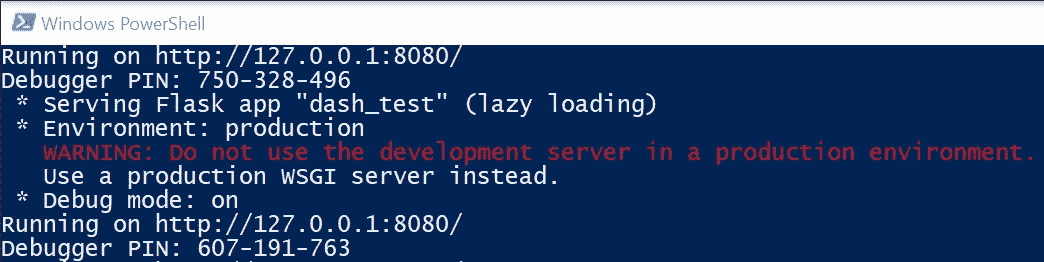 Windows PowerShell
Running on http://127.0.0.1:8080/
Debugger PIN: 750-328-496
* Serving Flask app "dash_test" (lazy loading)
* Environment: production
WARNING: Do not use the development server in a production environment.
Use a production WSGI server instead.
* Debug mode: on
Running on http://127.0.0.1:8080/
Debugger PIN: 607-191-763